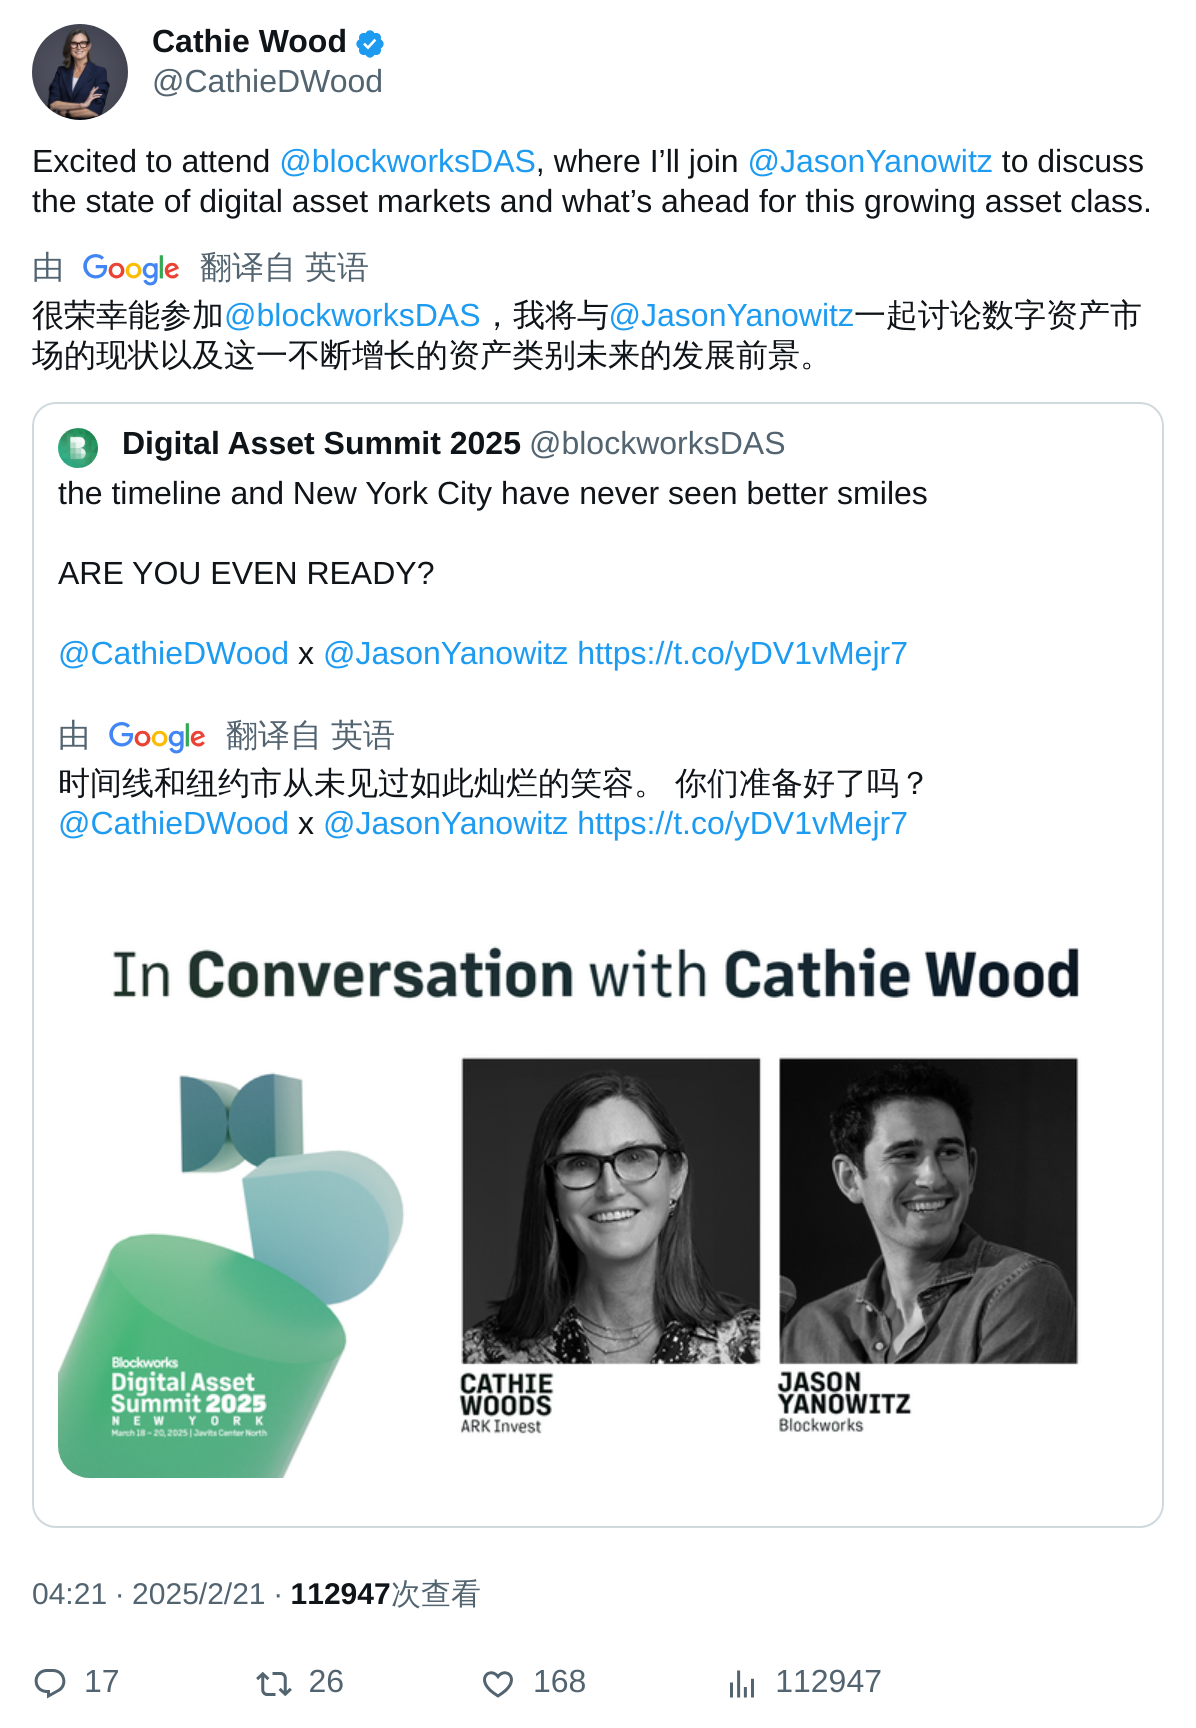 Cathie Wood
@CathieDWood
Excited to attend @blockworksDAS, where I’ll join @JasonYanowitz to discuss
the state of digital asset markets and what’s ahead for this growing asset class.
由 Google 翻译自 英语
很荣幸能参加@blockworksDAS，我将与@JasonYanowitz一起讨论数字资产市
场的现状以及这一不断增长的资产类别未来的发展前景。
Digital Asset Summit 2025 @blockworksDAS
the timeline and New York City have never seen better smiles
ARE YOU EVEN READY?
@CathieDWood x @JasonYanowitz https://t.co/yDV1vMejr7
由 Google 翻译自 英语
时间线和纽约市从未见过如此灿烂的笑容。 你们准备好了吗？
@CathieDWood x @JasonYanowitz https://t.co/yDV1vMejr7
In Conversation with Cathie Wood
Blockworks
Digital Asset
Summit 2025
NEW YORK
March 18 – 20, 2025 | Javits Center North
CATHIE
WOODS
ARK Invest
JASON
YANOWITZ
Blockworks
04:21 · 2025/2/21 · 112947次查看
17 26 168 112947